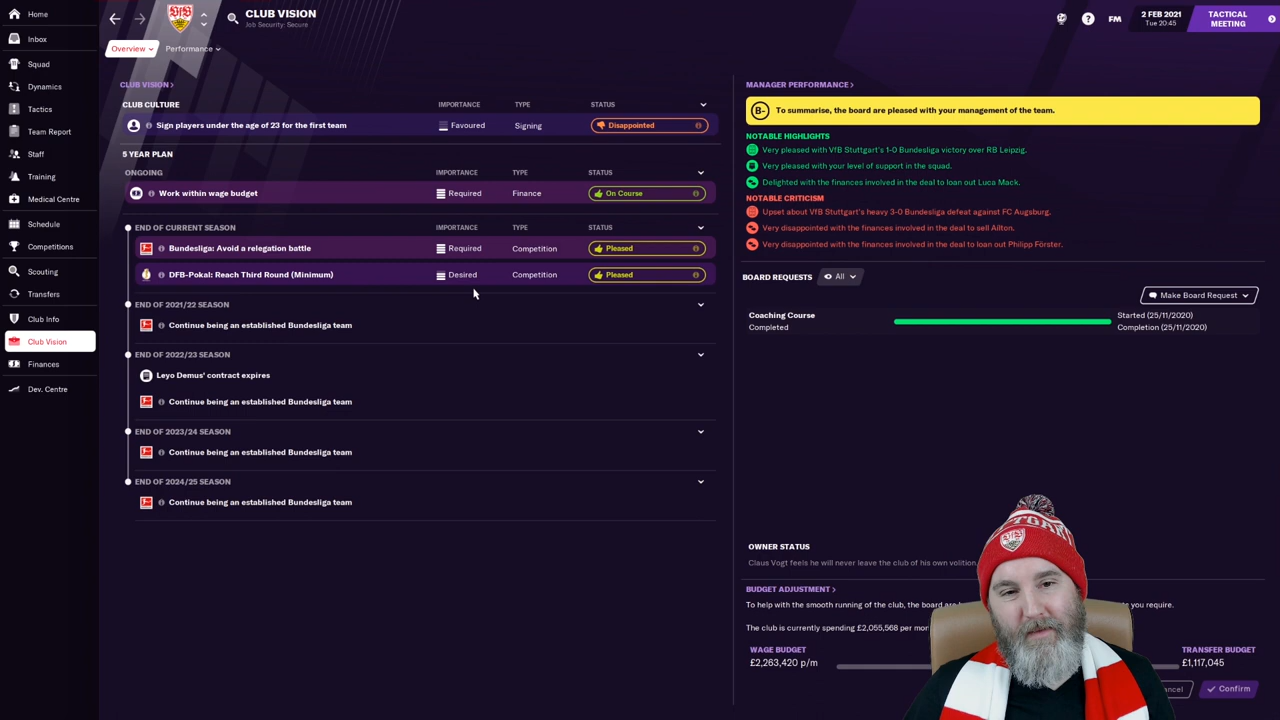 Home
Inbox
Squad
Dynamics
Tactics
Team Report
Staff
Training
Medical Centre
Schedule
Competitions
Scouting
Transfers
Club Info
Club Vision
Finances
Dev. Centre
CLUB VISION
Job Security: Secure
FM
2 FEB 2021
Tue 20:45
TACTICAL
MEETING
Overview
Performance
CLUB VISION >
CLUB CULTURE IMPORTANCE TYPE STATUS
Sign players under the age of 23 for the first team Favoured Signing Disappointed
5 YEAR PLAN
ONGOING IMPORTANCE TYPE STATUS
Work within wage budget Required Finance On Course
END OF CURRENT SEASON IMPORTANCE TYPE STATUS
Bundesliga: Avoid a relegation battle Required Competition Pleased
DFB-Pokal: Reach Third Round (Minimum) Desired Competition Pleased
END OF 2021/22 SEASON
Continue being an established Bundesliga team
END OF 2022/23 SEASON
Leyo Demus' contract expires
Continue being an established Bundesliga team
END OF 2023/24 SEASON
Continue being an established Bundesliga team
END OF 2024/25 SEASON
Continue being an established Bundesliga team
MANAGER PERFORMANCE >
B- To summarise, the board are pleased with your management of the team.
NOTABLE HIGHLIGHTS
Very pleased with VfB Stuttgart's 1-0 Bundesliga victory over RB Leipzig.
Very pleased with your level of support in the squad.
Delighted with the finances involved in the deal to loan out Luca Mack.
NOTABLE CRITICISM
Upset about VfB Stuttgart's heavy 3-0 Bundesliga defeat against FC Augsburg.
Very disappointed with the finances involved in the deal to sell Ailton.
Very disappointed with the finances involved in the deal to loan out Philipp Förster.
BOARD REQUESTS All
Make Board Request
Coaching Course Started (25/11/2020)
Completed Completion (25/11/2020)
OWNER STATUS
Claus Vogt feels he will never leave the club of his own volition.
BUDGET ADJUSTMENT >
To help with the smooth running of the club, the board are you require.
The club is currently spending £2,055,568 per
WAGE BUDGET TRANSFER BUDGET
£2,263,420 p/m £1,117,045
Confirm